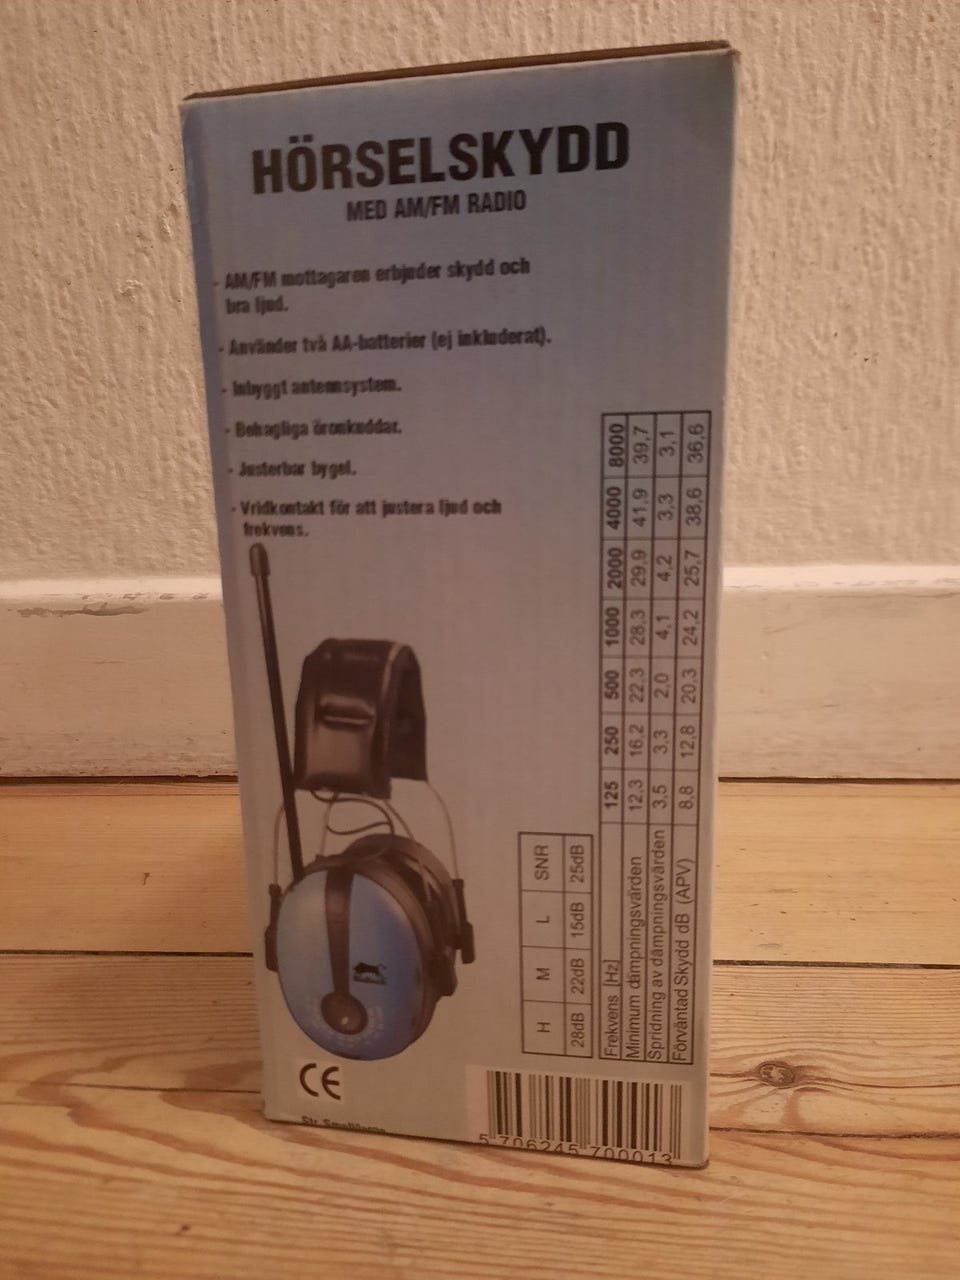 HÖRSELSKYDD
MED AM/FM RADIO
- AM/FM mottagaren erbjuder skydd och
bra ljud.
- Använder två AA-batterier (ej inkluderat).
- Inbyggt antennsystem.
- Behagliga öronkuddar.
- Justerbar bygel.
- Vridkontakt för att justera ljud och
frekvens.
H M L SNR
28dB 22dB 15dB 25dB
Frekvens [Hz] 125 250 500 1000 2000 4000 8000
Minimum dämpningsvärden 12,3 16,2 22,3 28,3 29,9 41,9 39,7
Spridning av dämpningsvärden 3,5 3,3 2,0 4,1 4,2 3,3 3,1
Förväntad Skydd dB (APV) 8,8 12,8 20,3 24,2 25,7 38,6 36,6
CE
5 706245 700013